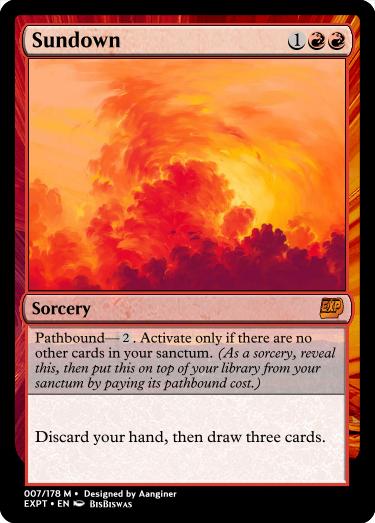 Sundown 1
Sorcery EXP
Pathbound—2. Activate only if there are no
other cards in your sanctum. (As a sorcery, reveal
this, then put this on top of your library from your
sanctum by paying its pathbound cost.)
Discard your hand, then draw three cards.
007/178 M • Designed by Aanginer
EXPT • EN BisBiswas